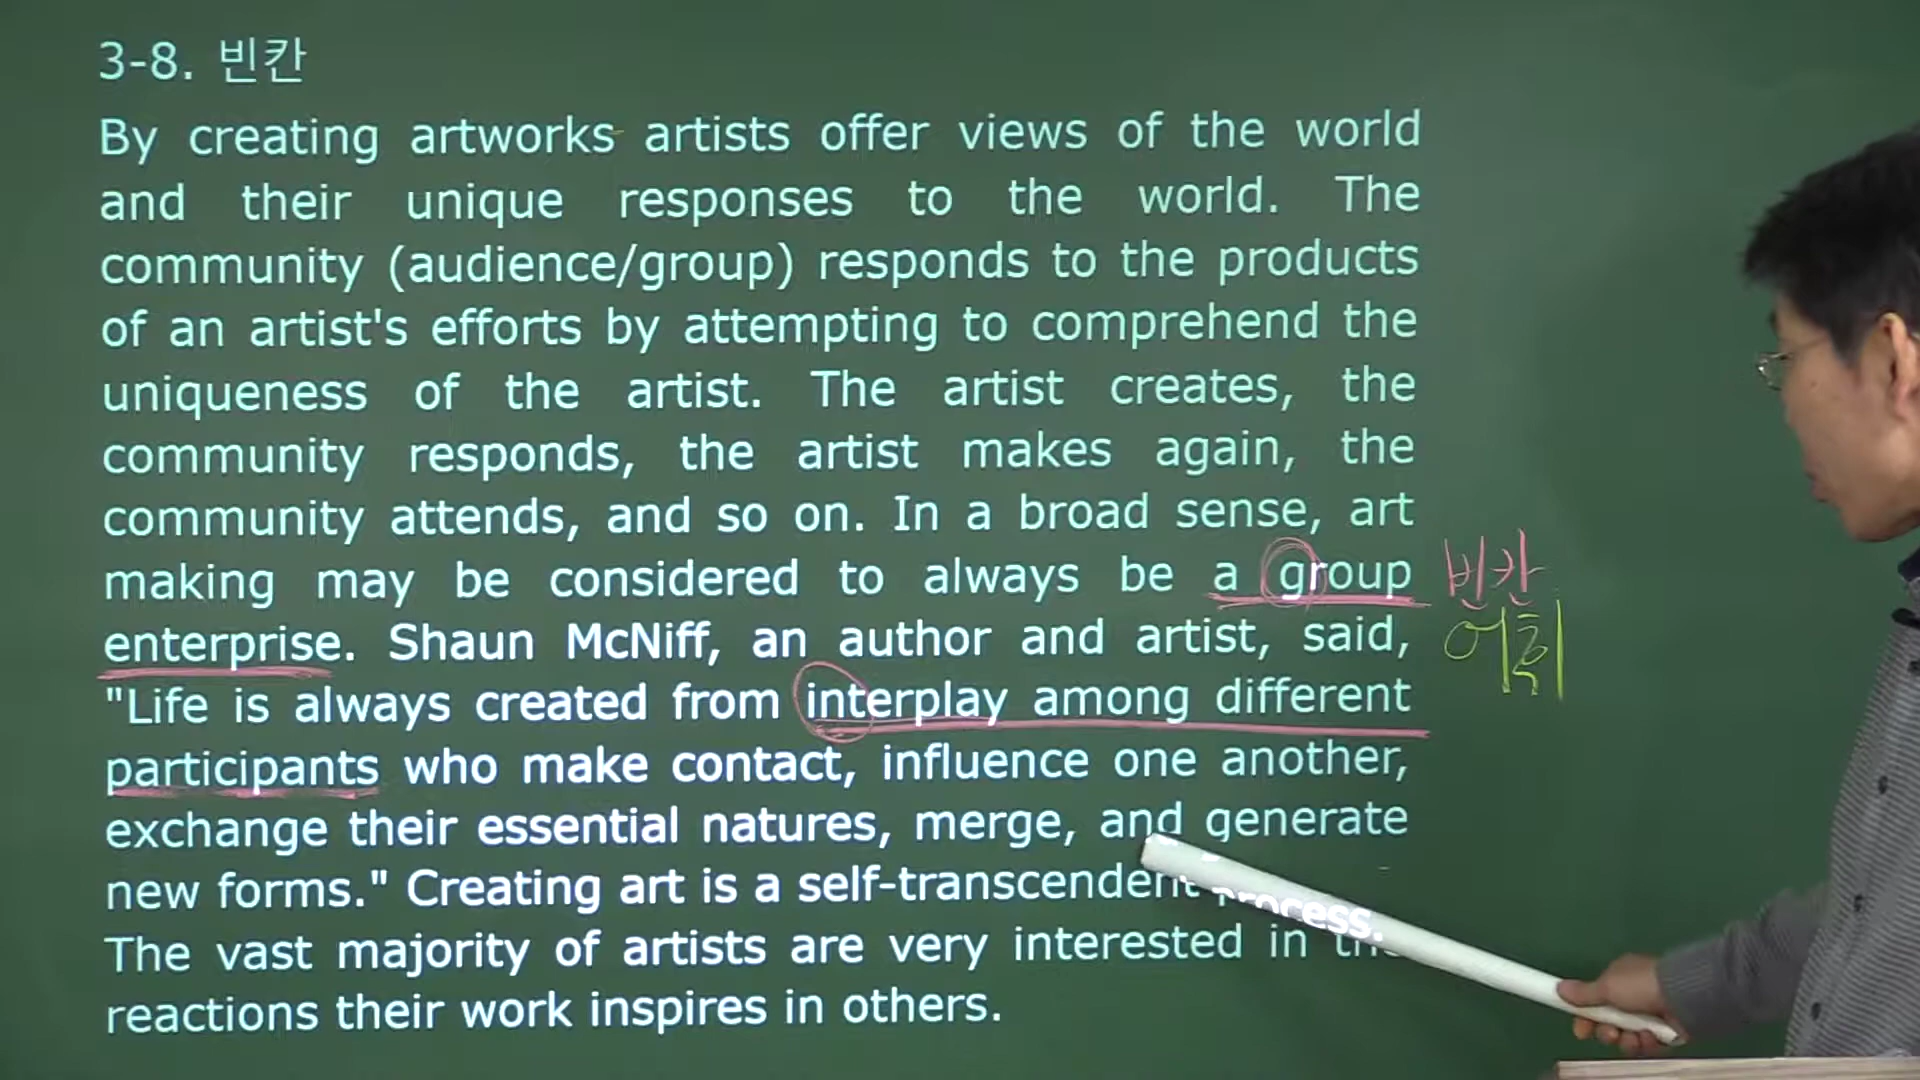 3-8. 빈칸
By creating artworks artists offer views of the world
and their unique responses to the world. The
community (audience/group) responds to the products
of an artist's efforts by attempting to comprehend the
uniqueness of the artist. The artist creates, the
community responds, the artist makes again, the
community attends, and so on. In a broad sense, art
making may be considered to always be a group
빈칸
enterprise. Shaun McNiff, an author and artist, said,
어휘
"Life is always created from interplay among different
participants who make contact, influence one another,
exchange their essential natures, merge, and generate
new forms." Creating art is a self-transcendent process.
The vast majority of artists are very interested in
reactions their work inspires in others.